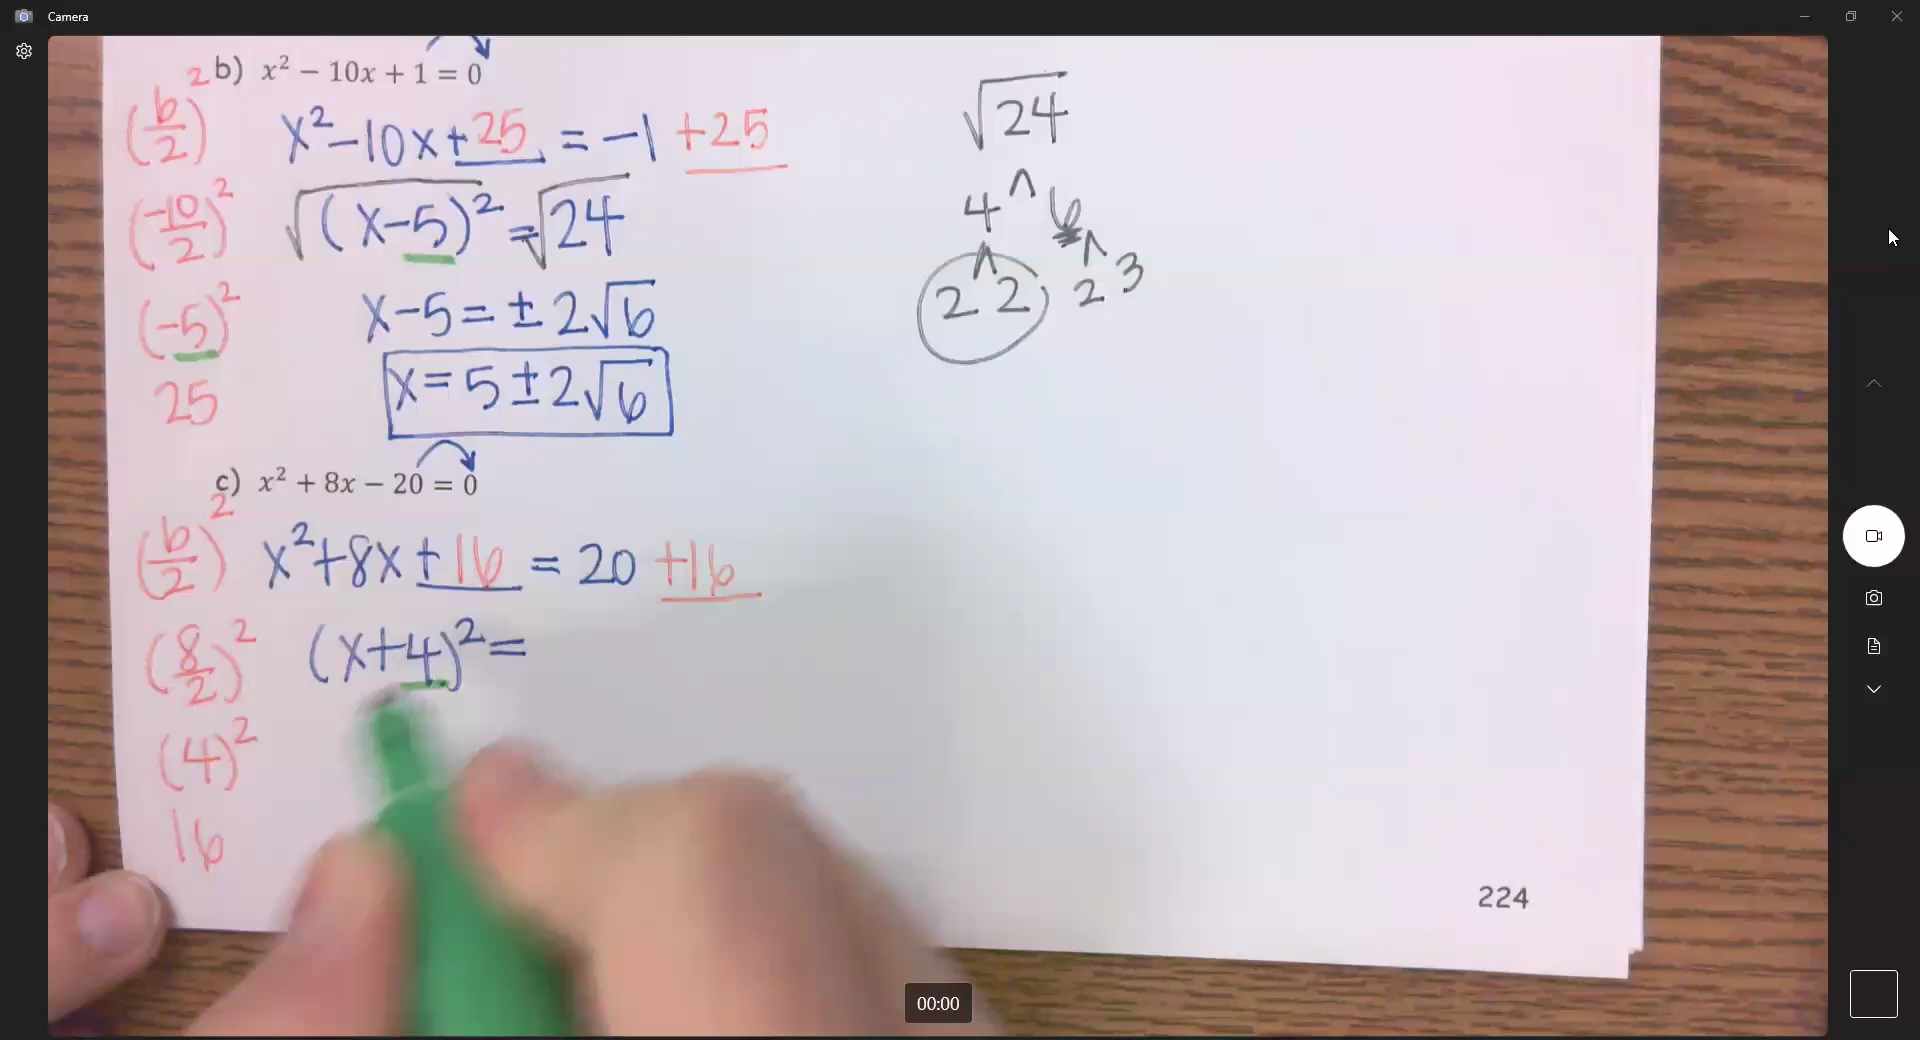 Camera
b) x² − 10x + 1 = 0
(b/2)²
x² − 10x + 25 = −1 + 25
(−10/2)²
√(x−5)² = √24
(−5)²
x − 5 = ± 2√6
25
x = 5 ± 2√6
√24
4 6
2 2 2 3
c) x² + 8x − 20 = 0
(b/2)²
x² + 8x + 16 = 20 + 16
(8/2)²
(x+4)² =
(4)²
16
224
00:00